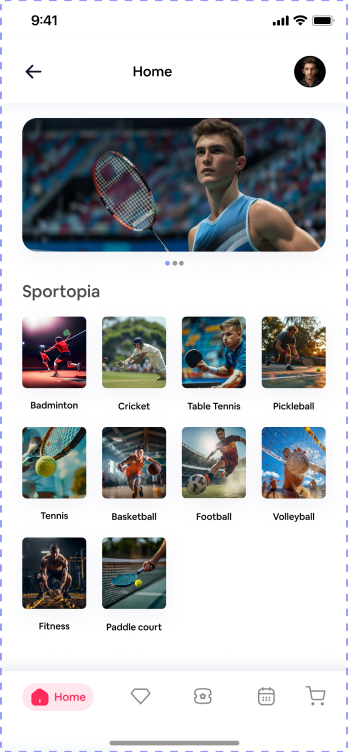 9:41
Home
Sportopia
Badminton
Cricket
Table Tennis
Pickleball
Tennis
Basketball
Football
Volleyball
Fitness
Paddle court
Home